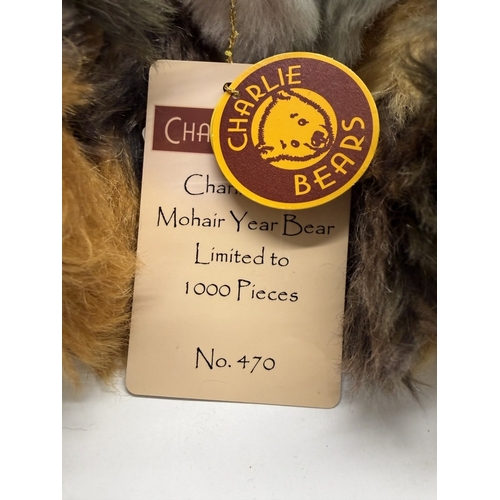 CHARLIE
BEARS
CHA
Char
Mohair Year Bear
Limited to
1000 Pieces
No. 470